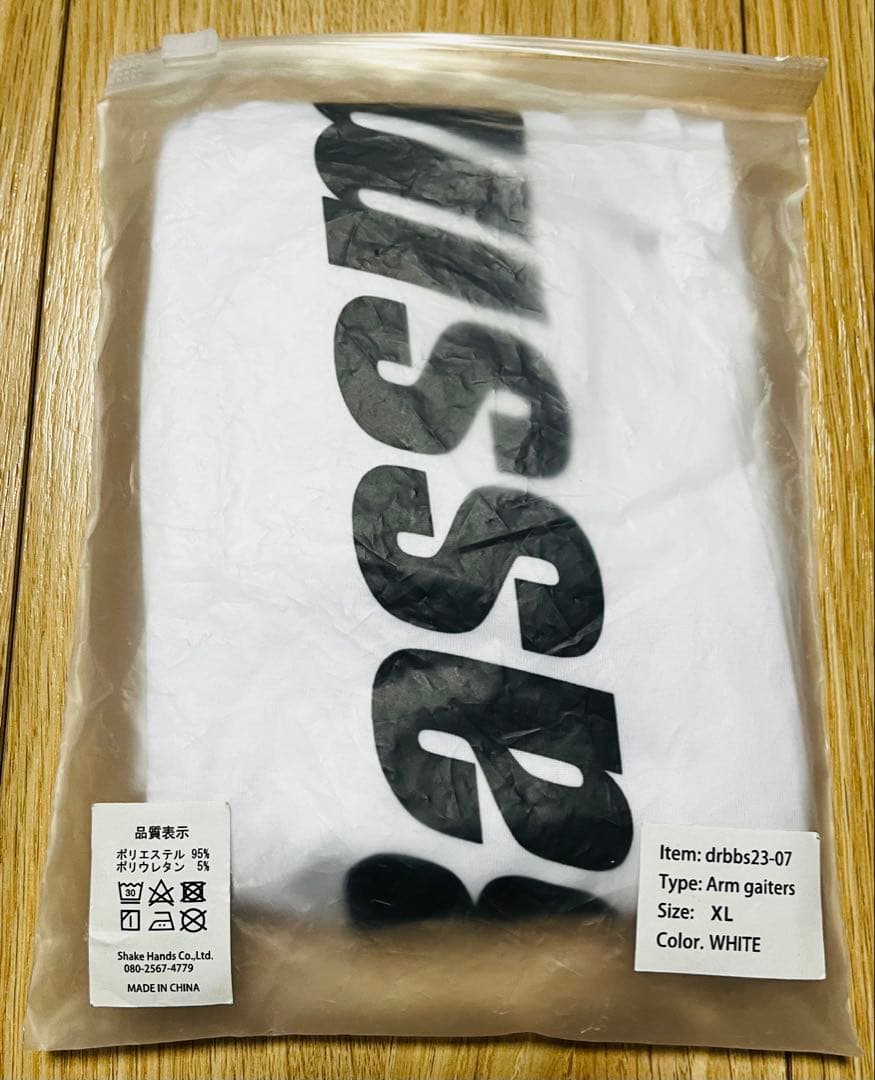 assm
品質表示
ポリエステル 95%
ポリウレタン 5%
30
Shake Hands Co.,Ltd.
080-2567-4779
MADE IN CHINA
Item: drbbs23-07
Type: Arm gaiters
Size: XL
Color. WHITE